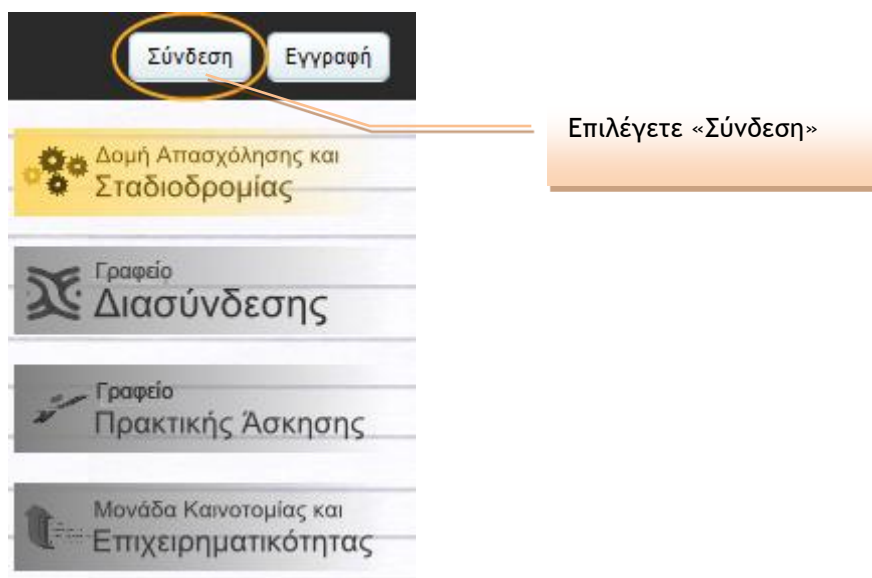 Σύνδεση Εγγραφή
Επιλέγετε «Σύνδεση»
Δομή Απασχόλησης και
Σταδιοδρομίας
Γραφείο
Διασύνδεσης
Γραφείο
Πρακτικής Άσκησης
Μονάδα Καινοτομίας και
Επιχειρηματικότητας